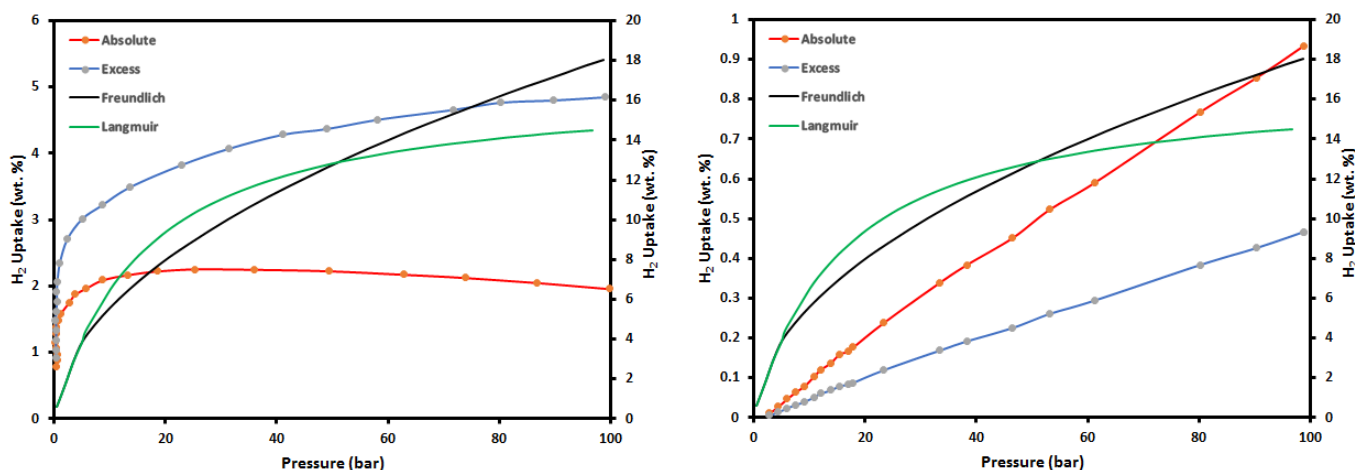 6
5
4
3
2
1
0
H2 Uptake (wt. %)
20
18
16
14
12
10
8
6
4
2
0
H2 Uptake (wt. %)
Absolute
Excess
Freundlich
Langmuir
0 20 40 60 80 100
Pressure (bar)
1
0.9
0.8
0.7
0.6
0.5
0.4
0.3
0.2
0.1
0
H2 Uptake (wt. %)
20
18
16
14
12
10
8
6
4
2
0
H2 Uptake (wt. %)
Absolute
Excess
Freundlich
Langmuir
0 20 40 60 80 100
Pressure (bar)